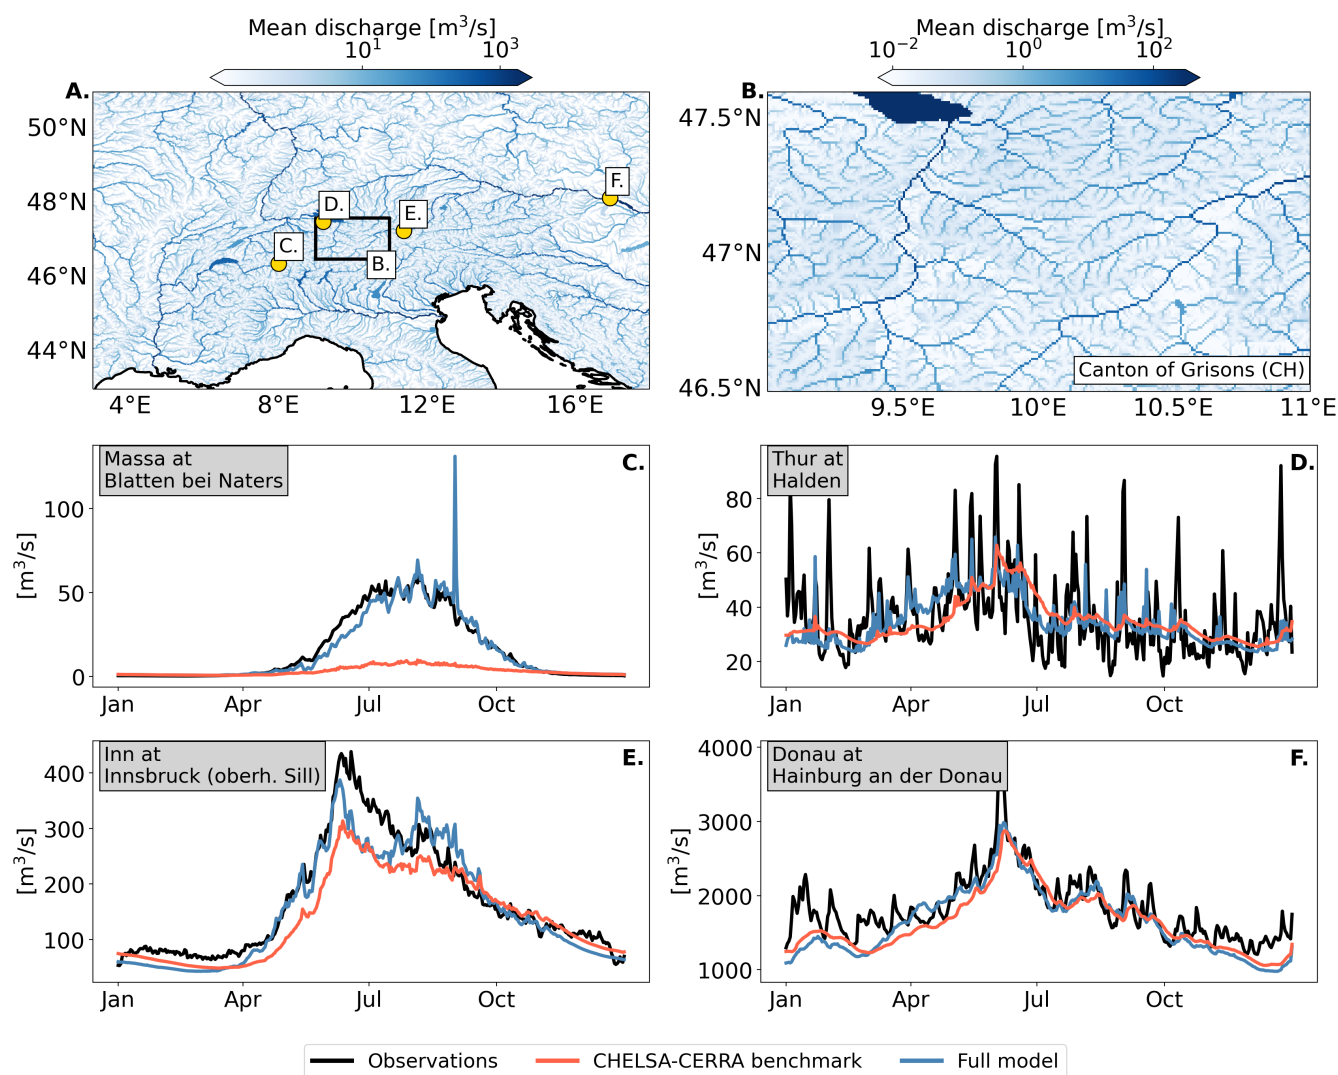 Mean discharge [m³/s]
10¹ 10³
A.
50°N
48°N
46°N
44°N
4°E 8°E 12°E 16°E
C.
D.
E.
F.
B.
Mean discharge [m³/s]
10⁻² 10⁰ 10²
B.
47.5°N
47°N
46.5°N
9.5°E 10°E 10.5°E 11°E
Canton of Grisons (CH)
Massa at
Blatten bei Naters
C.
[m³/s]
100
50
0
Jan Apr Jul Oct
Thur at
Halden
D.
[m³/s]
80
60
40
20
Jan Apr Jul Oct
Inn at
Innsbruck (oberh. Sill)
E.
[m³/s]
400
300
200
100
Jan Apr Jul Oct
Donau at
Hainburg an der Donau
F.
[m³/s]
4000
3000
2000
1000
Jan Apr Jul Oct
Observations CHELSA-CERRA benchmark Full model